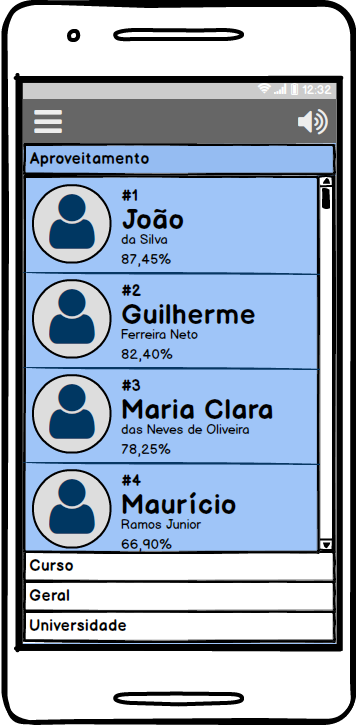 12:32
Aproveitamento
#1
João
da Silva
87,45%
#2
Guilherme
Ferreira Neto
82,40%
#3
Maria Clara
das Neves de Oliveira
78,25%
#4
Maurício
Ramos Junior
66,90%
Curso
Geral
Universidade